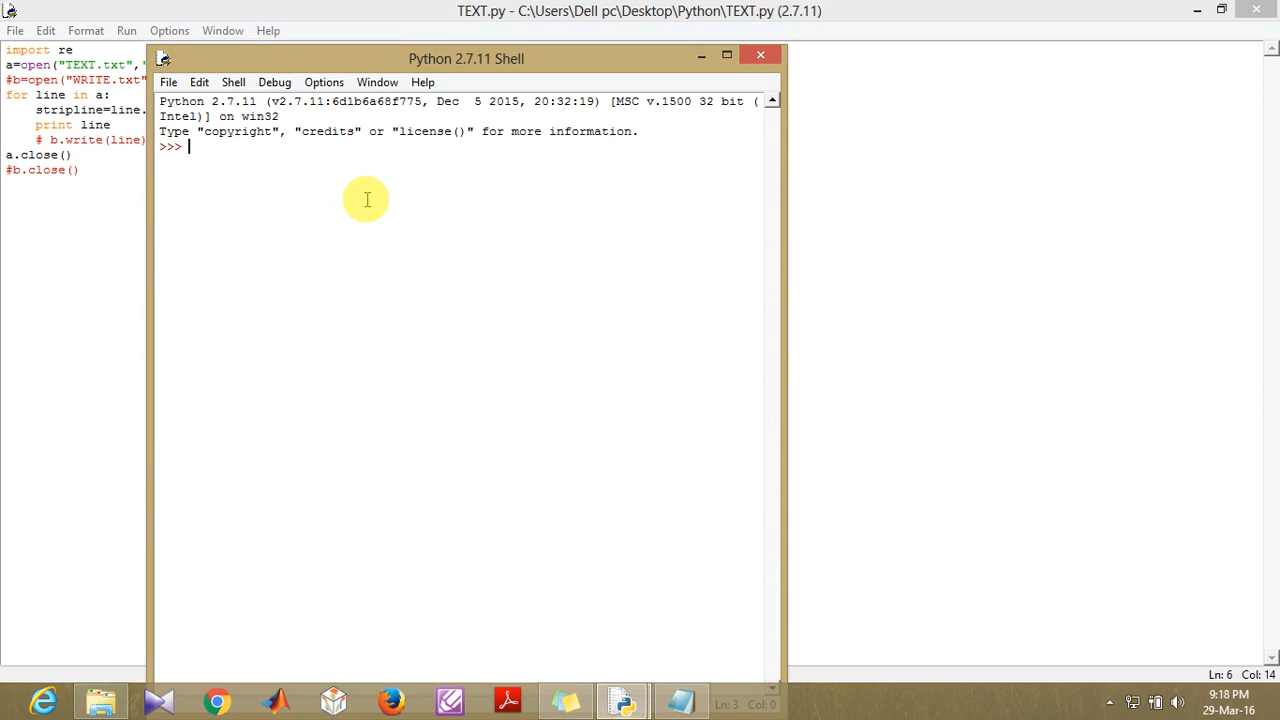 TEXT.py - C:\Users\Dell pc\Desktop\Python\TEXT.py (2.7.11)
File Edit Format Run Options Window Help
import re
a=open("TEXT.txt",'
#b=open("WRITE.txt"
for line in a:
    stripline=line.
    print line
    # b.write(line)
a.close()
#b.close()
Python 2.7.11 Shell
File Edit Shell Debug Options Window Help
Python 2.7.11 (v2.7.11:6d1b6a68f775, Dec  5 2015, 20:32:19) [MSC v.1500 32 bit (
Intel)] on win32
Type "copyright", "credits" or "license()" for more information.
>>>
Ln: 6 Col: 14
Ln: 3 Col: 0
9:18 PM
29-Mar-16